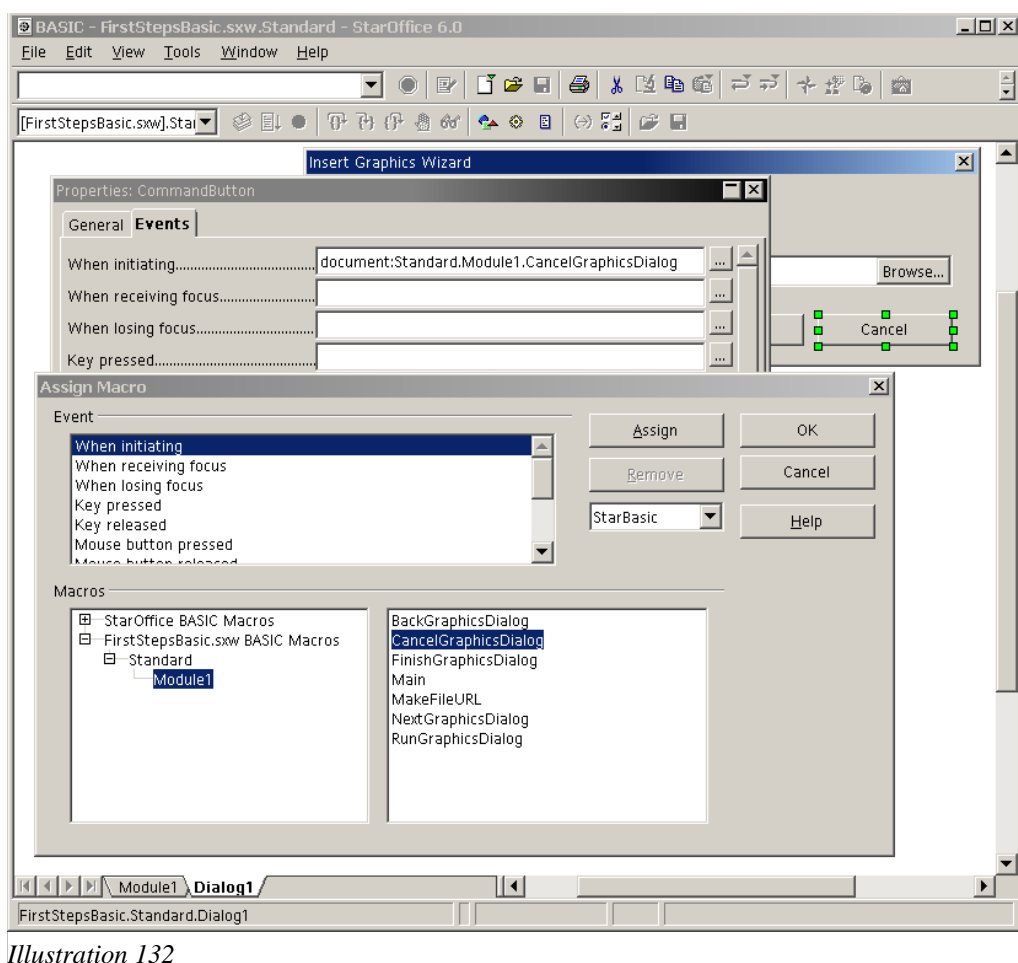 BASIC - FirstStepsBasic.sxw.Standard - StarOffice 6.0
File Edit View Tools Window Help
[FirstStepsBasic.sxw].Star
Insert Graphics Wizard
Properties: CommandButton
General Events
When initiating.................................... document:Standard.Module1.CancelGraphicsDialog ...
Browse...
When receiving focus........................ ...
When losing focus.............................. ...
Cancel
Key pressed......................................... ...
Assign Macro
Event
Assign OK
When initiating
When receiving focus
Remove Cancel
When losing focus
Key pressed
StarBasic Help
Key released
Mouse button pressed
Mouse button released
Macros
StarOffice BASIC Macros
FirstStepsBasic.sxw BASIC Macros
Standard
Module1
BackGraphicsDialog
CancelGraphicsDialog
FinishGraphicsDialog
Main
MakeFileURL
NextGraphicsDialog
RunGraphicsDialog
Module1 Dialog1
FirstStepsBasic.Standard.Dialog1
Illustration 132